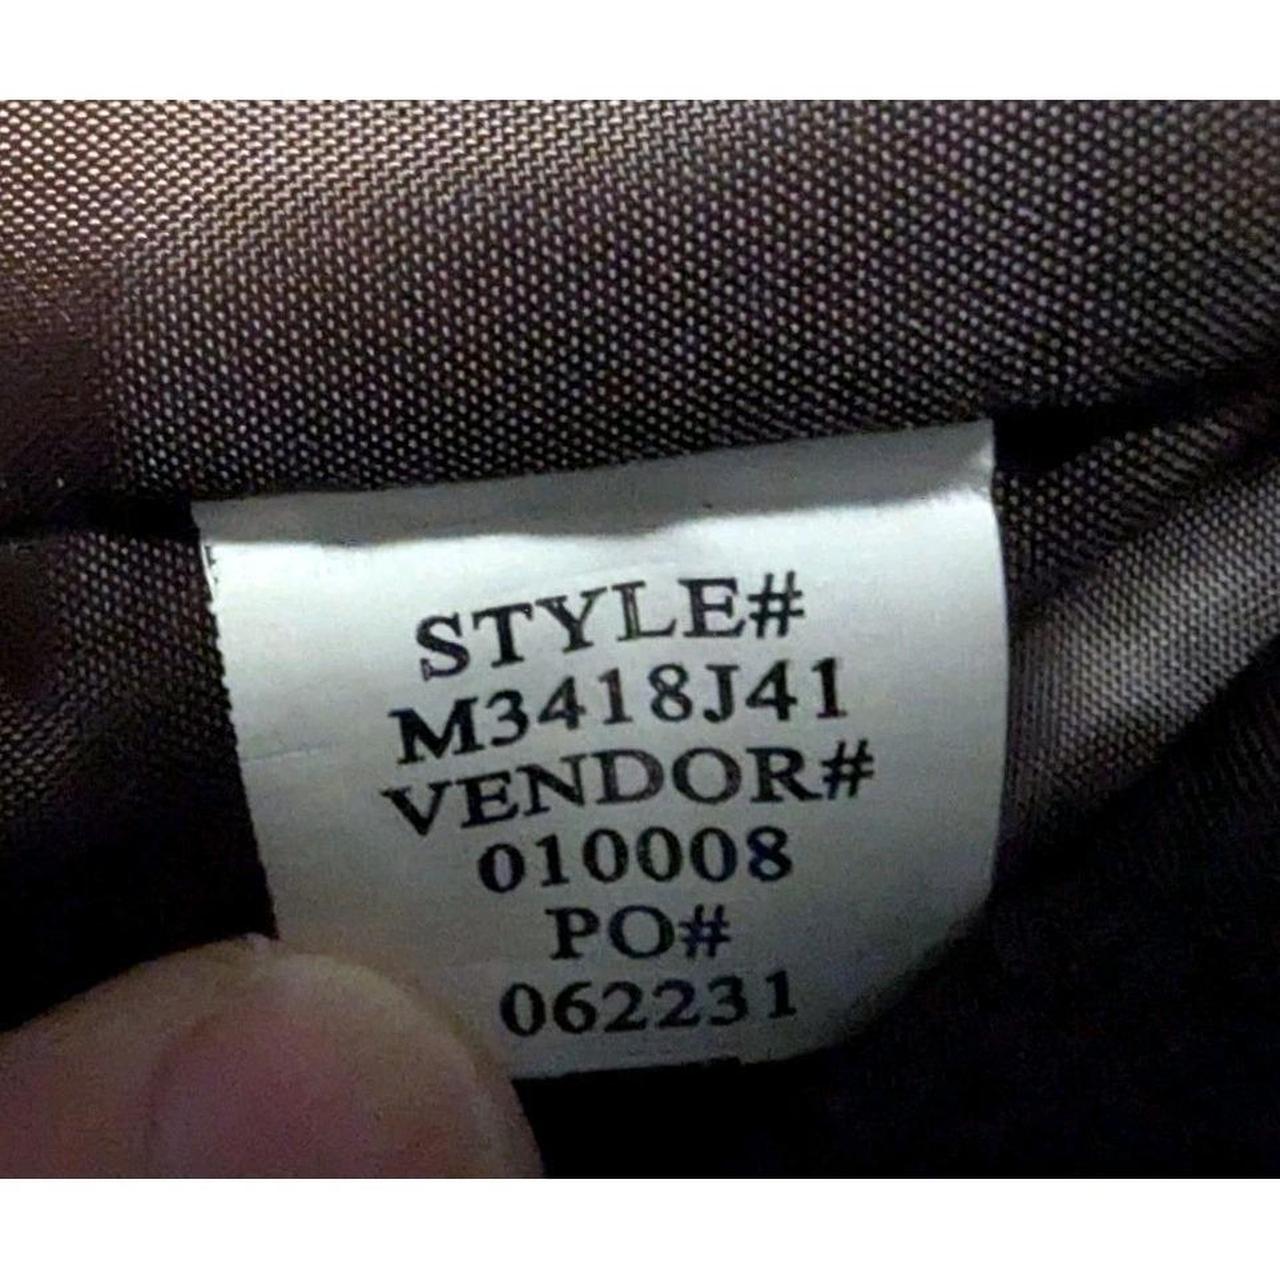 STYLE#
M3418J41
VENDOR#
010008
PO#
062231